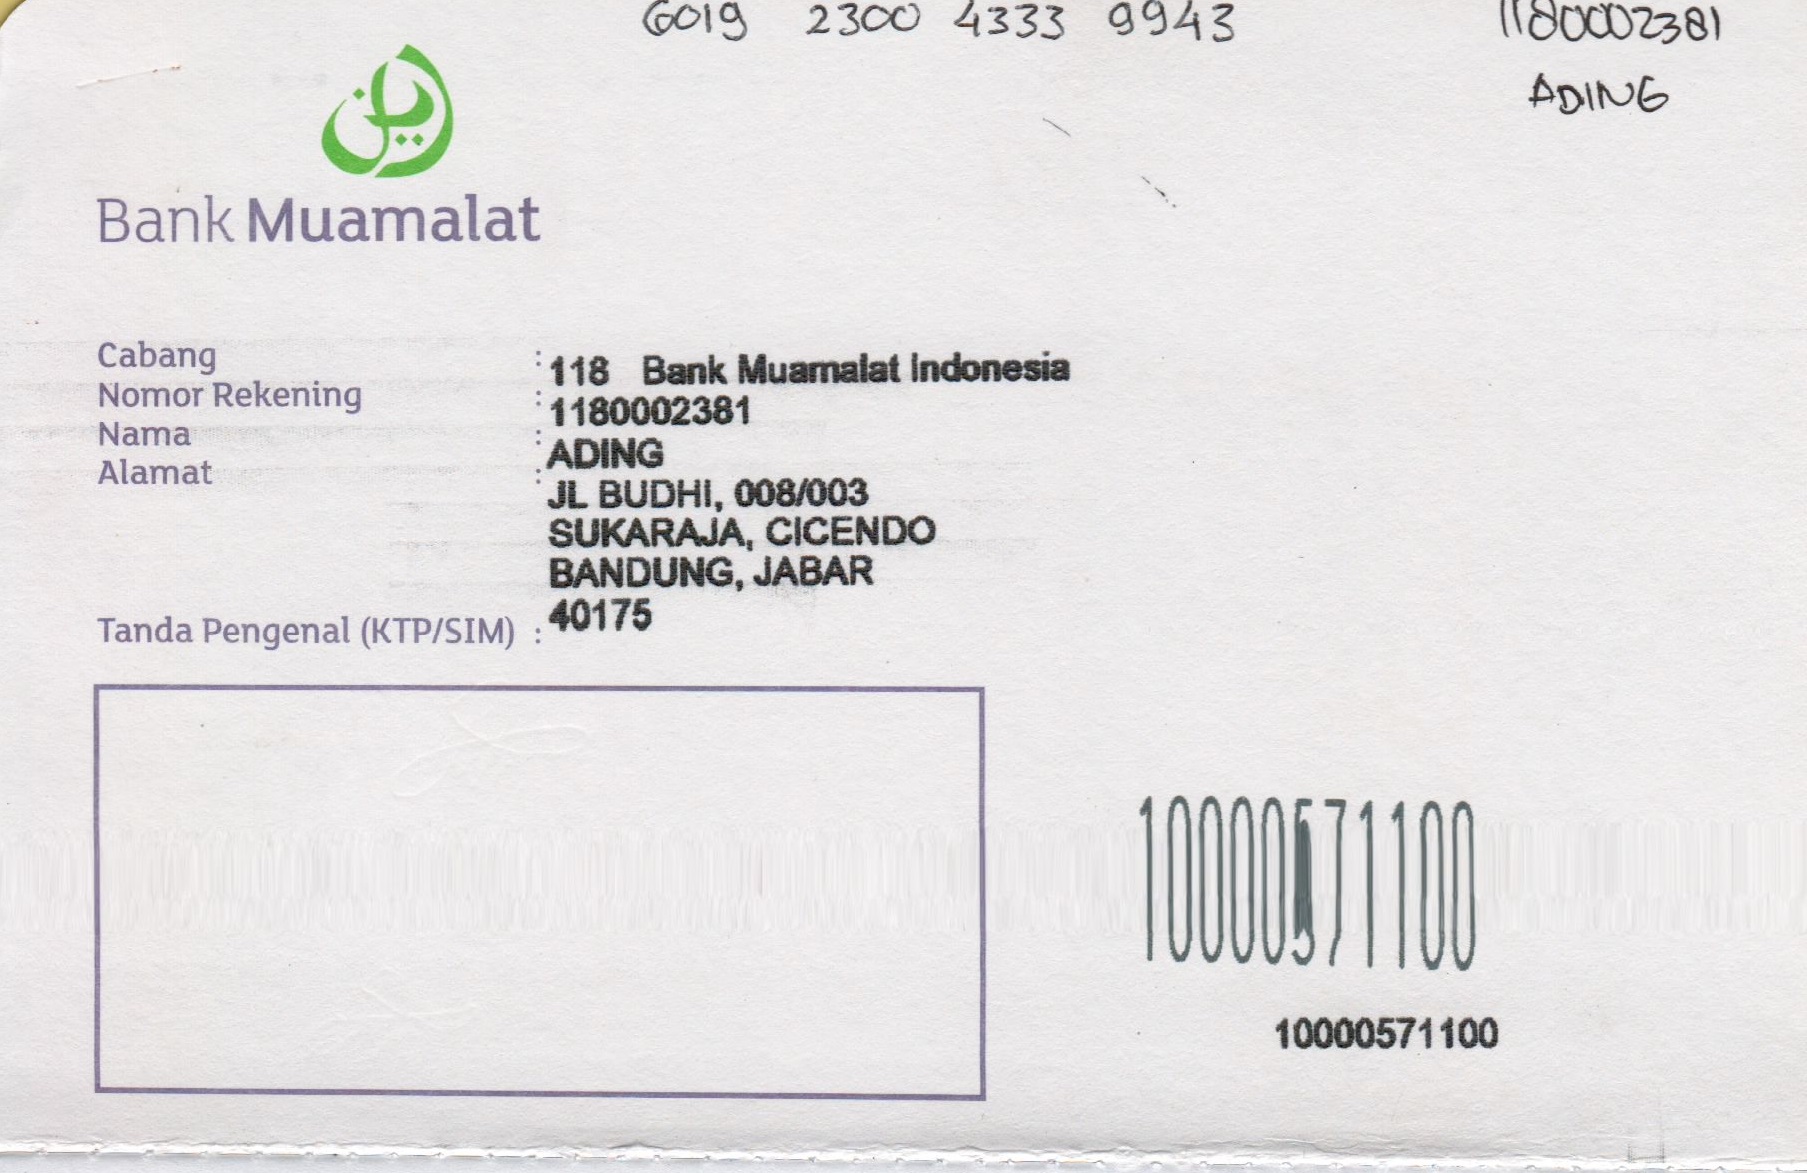 6019 2300 4333 9943
1180002381
ADING
Bank Muamalat
Cabang : 118 Bank Muamalat Indonesia
Nomor Rekening : 1180002381
Nama : ADING
Alamat : JL BUDHI, 008/003
SUKARAJA, CICENDO
BANDUNG, JABAR
40175
Tanda Pengenal (KTP/SIM) :
10000571100
10000571100